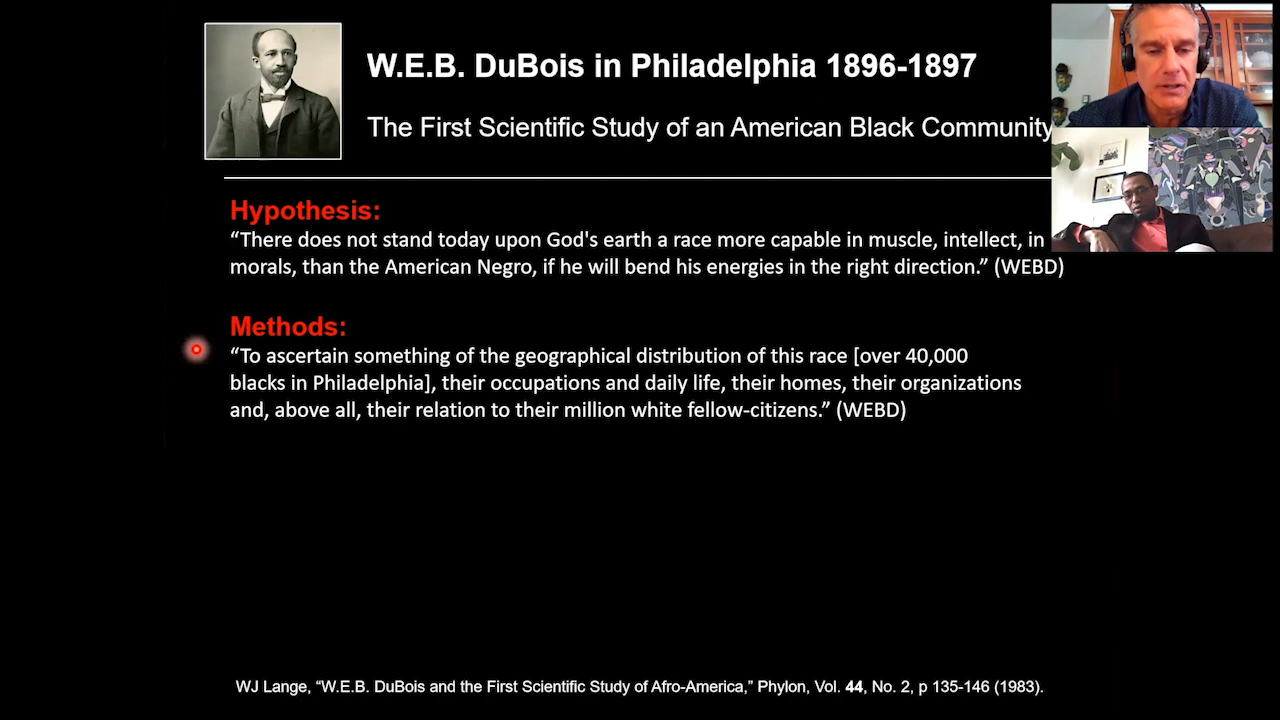 W.E.B. DuBois in Philadelphia 1896-1897
The First Scientific Study of an American Black Community
Hypothesis:
“There does not stand today upon God's earth a race more capable in muscle, intellect, in
morals, than the American Negro, if he will bend his energies in the right direction.” (WEBD)
Methods:
“To ascertain something of the geographical distribution of this race [over 40,000
blacks in Philadelphia], their occupations and daily life, their homes, their organizations
and, above all, their relation to their million white fellow-citizens.” (WEBD)
WJ Lange, “W.E.B. DuBois and the First Scientific Study of Afro-America,” Phylon, Vol. 44, No. 2, p 135-146 (1983).